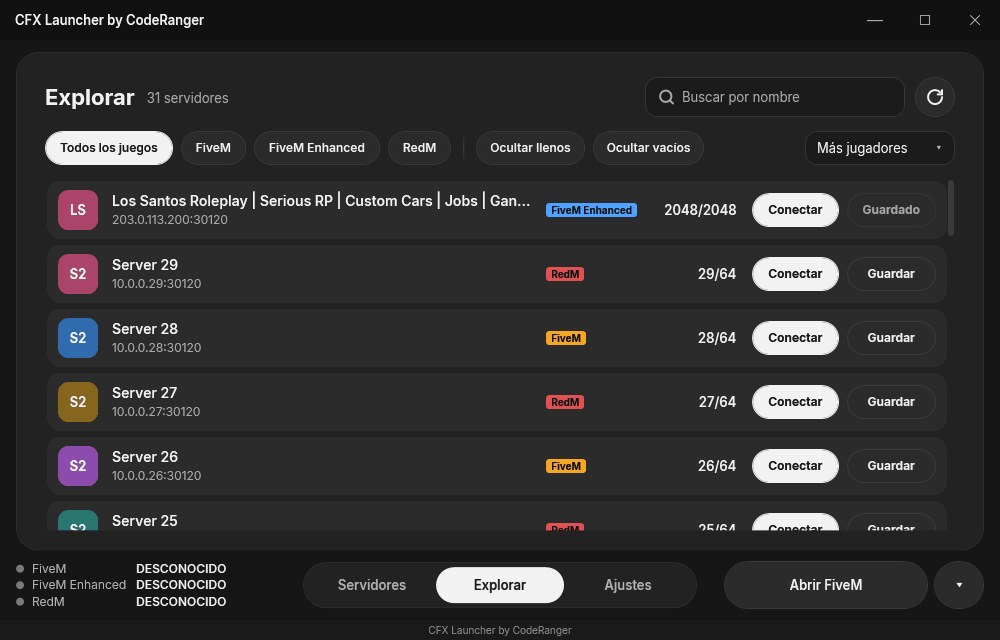 CFX Launcher by CodeRanger
Explorar 31 servidores
Buscar por nombre
Todos los juegos FiveM FiveM Enhanced RedM Ocultar llenos Ocultar vacíos Más jugadores
LS Los Santos Roleplay | Serious RP | Custom Cars | Jobs | Gan... FiveM Enhanced 2048/2048 Conectar Guardado
203.0.113.200:30120
S2 Server 29 RedM 29/64 Conectar Guardar
10.0.0.29:30120
S2 Server 28 FiveM 28/64 Conectar Guardar
10.0.0.28:30120
S2 Server 27 RedM 27/64 Conectar Guardar
10.0.0.27:30120
S2 Server 26 FiveM 26/64 Conectar Guardar
10.0.0.26:30120
S2 Server 25 RedM 25/64 Conectar Guardar
FiveM DESCONOCIDO
FiveM Enhanced DESCONOCIDO
RedM DESCONOCIDO
Servidores Explorar Ajustes Abrir FiveM
CFX Launcher by CodeRanger